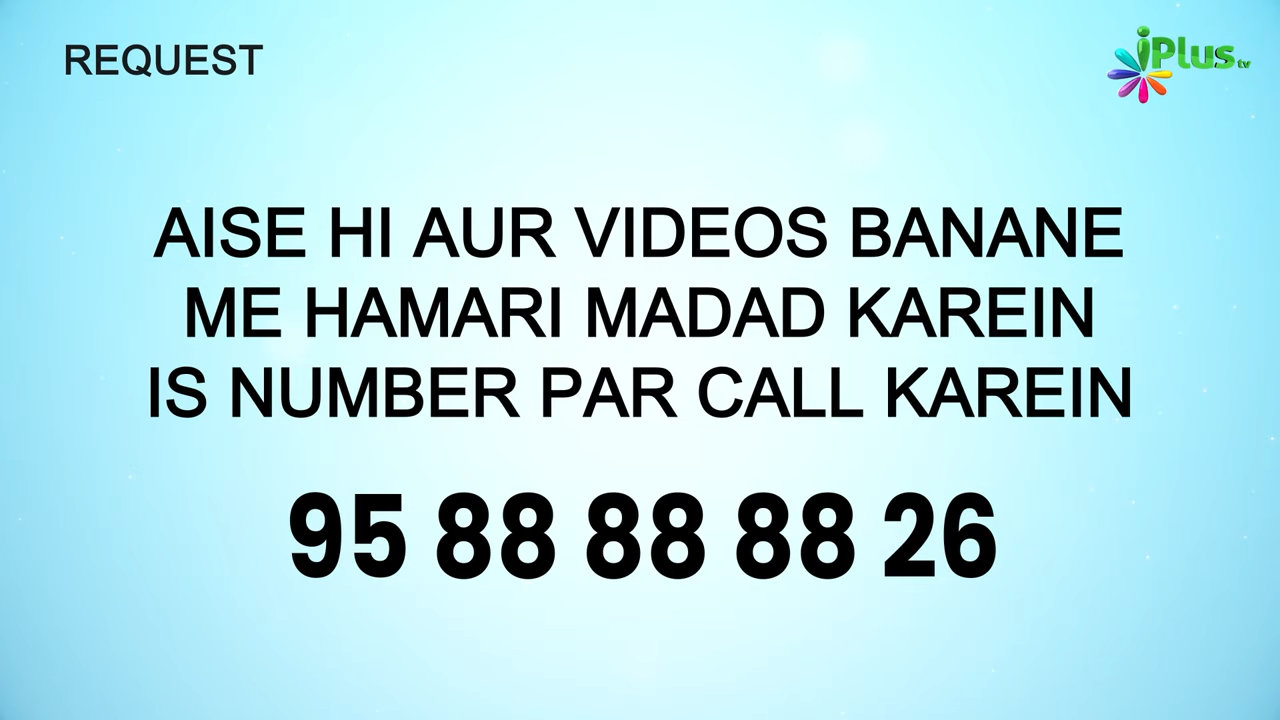 REQUEST
iPlus tv
AISE HI AUR VIDEOS BANANE
ME HAMARI MADAD KAREIN
IS NUMBER PAR CALL KAREIN
95 88 88 88 26